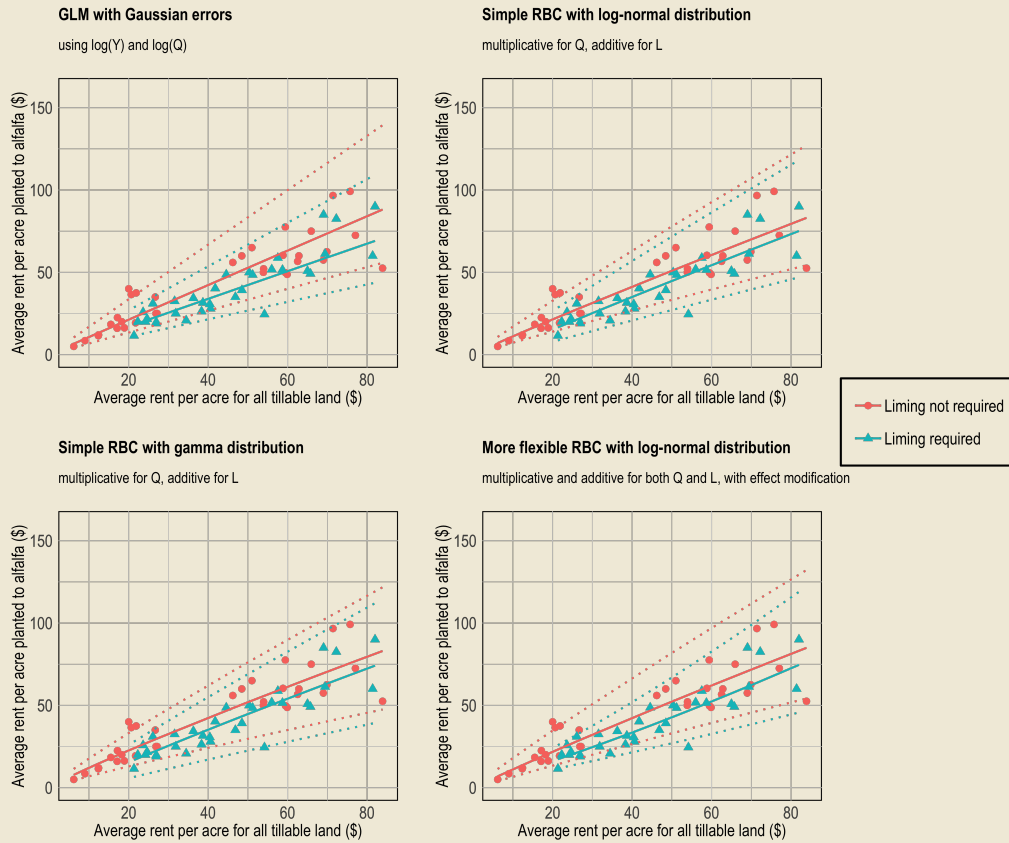 GLM with Gaussian errors
using log(Y) and log(Q)
Average rent per acre planted to alfalfa ($)
150
100
50
0
20 40 60 80
Average rent per acre for all tillable land ($)
Simple RBC with log-normal distribution
multiplicative for Q, additive for L
Average rent per acre planted to alfalfa ($)
150
100
50
0
20 40 60 80
Average rent per acre for all tillable land ($)
Liming not required
Liming required
Simple RBC with gamma distribution
multiplicative for Q, additive for L
Average rent per acre planted to alfalfa ($)
150
100
50
0
20 40 60 80
Average rent per acre for all tillable land ($)
More flexible RBC with log-normal distribution
multiplicative and additive for both Q and L, with effect modification
Average rent per acre planted to alfalfa ($)
150
100
50
0
20 40 60 80
Average rent per acre for all tillable land ($)